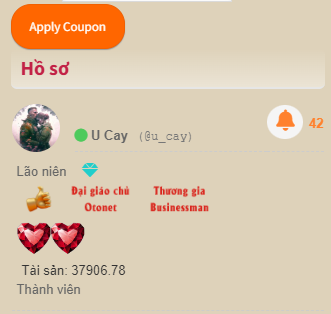 Apply Coupon
Hồ sơ
U Cay (@u_cay)
42
Lão niên
Đại giáo chủ Thương gia
Otonet Businessman
Tài sản: 37906.78
Thành viên